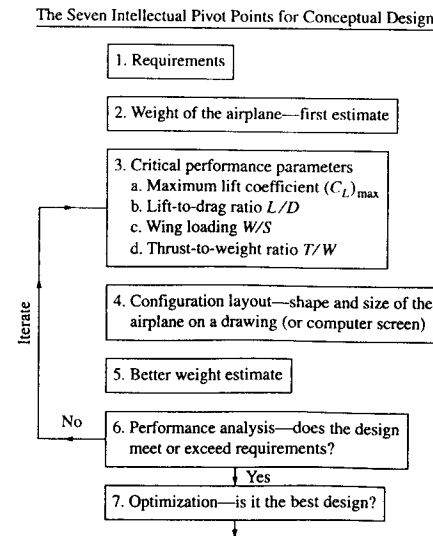 The Seven Intellectual Pivot Points for Conceptual Design
1. Requirements
2. Weight of the airplane—first estimate
3. Critical performance parameters
a. Maximum lift coefficient (C_L)_max
b. Lift-to-drag ratio L/D
c. Wing loading W/S
d. Thrust-to-weight ratio T/W
4. Configuration layout—shape and size of the
airplane on a drawing (or computer screen)
5. Better weight estimate
Iterate
No
6. Performance analysis—does the design
meet or exceed requirements?
Yes
7. Optimization—is it the best design?